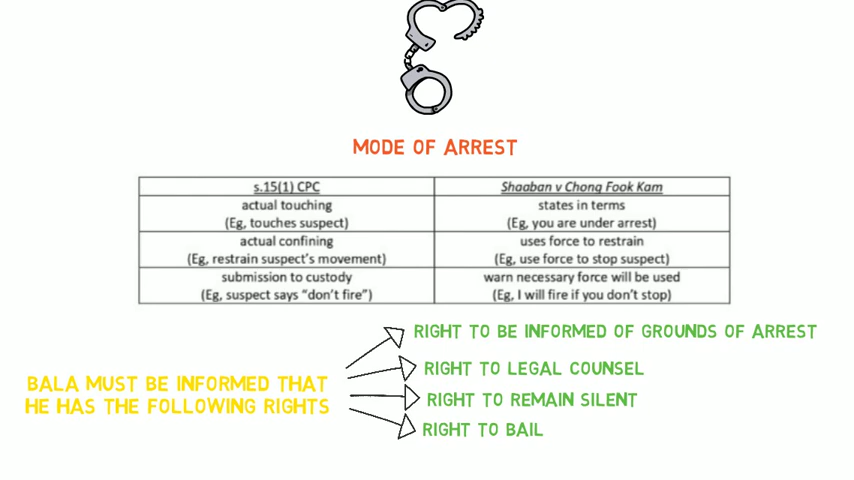 MODE OF ARREST
s.15(1) CPC
Shaaban v Chong Fook Kam
actual touching
(Eg, touches suspect)
states in terms
(Eg, you are under arrest)
actual confining
(Eg, restrain suspect's movement)
uses force to restrain
(Eg, use force to stop suspect)
submission to custody
(Eg, suspect says "don't fire")
warn necessary force will be used
(Eg, I will fire if you don't stop)
BALA MUST BE INFORMED THAT
HE HAS THE FOLLOWING RIGHTS
RIGHT TO BE INFORMED OF GROUNDS OF ARREST
RIGHT TO LEGAL COUNSEL
RIGHT TO REMAIN SILENT
RIGHT TO BAIL